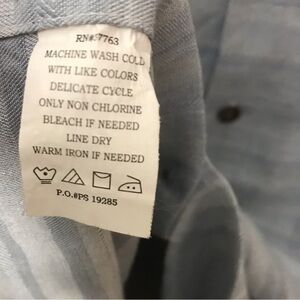 RN#57763
MACHINE WASH COLD
WITH LIKE COLORS
DELICATE CYCLE
ONLY NON CHLORINE
BLEACH IF NEEDED
LINE DRY
WARM IRON IF NEEDED
P.O.#PS 19285